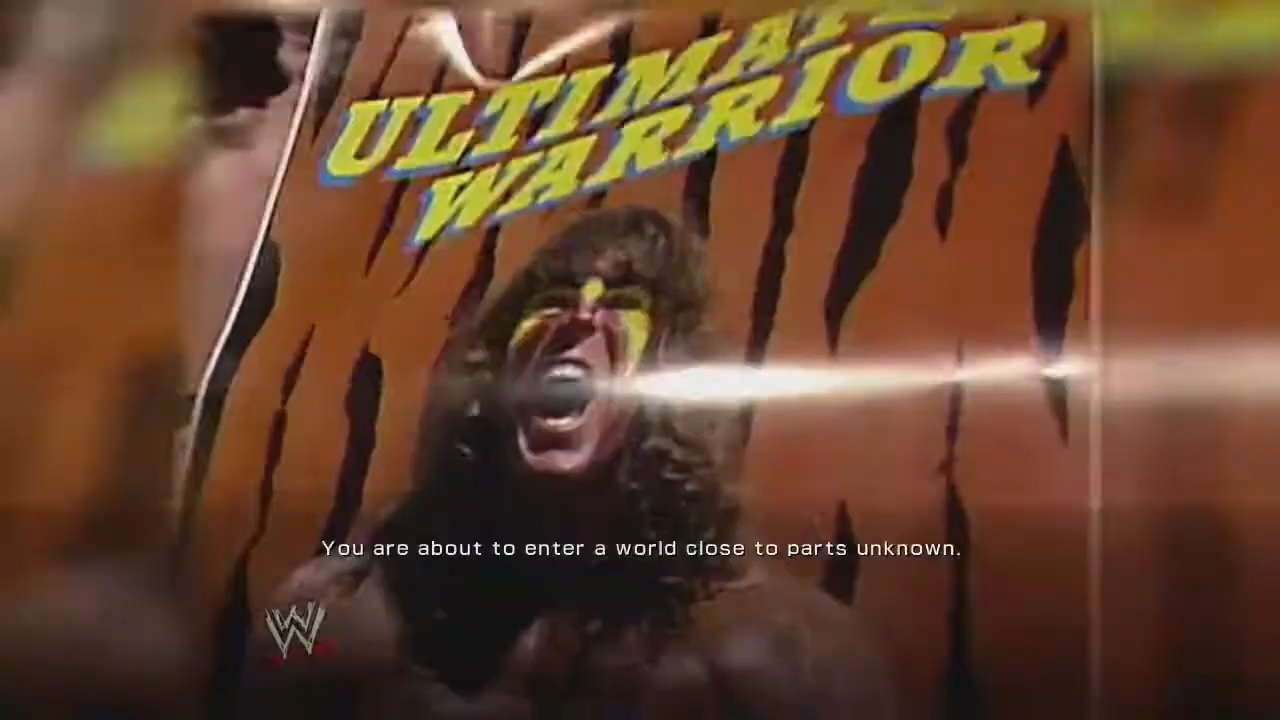 ULTIMATE
WARRIOR
You are about to enter a world close to parts unknown.
W